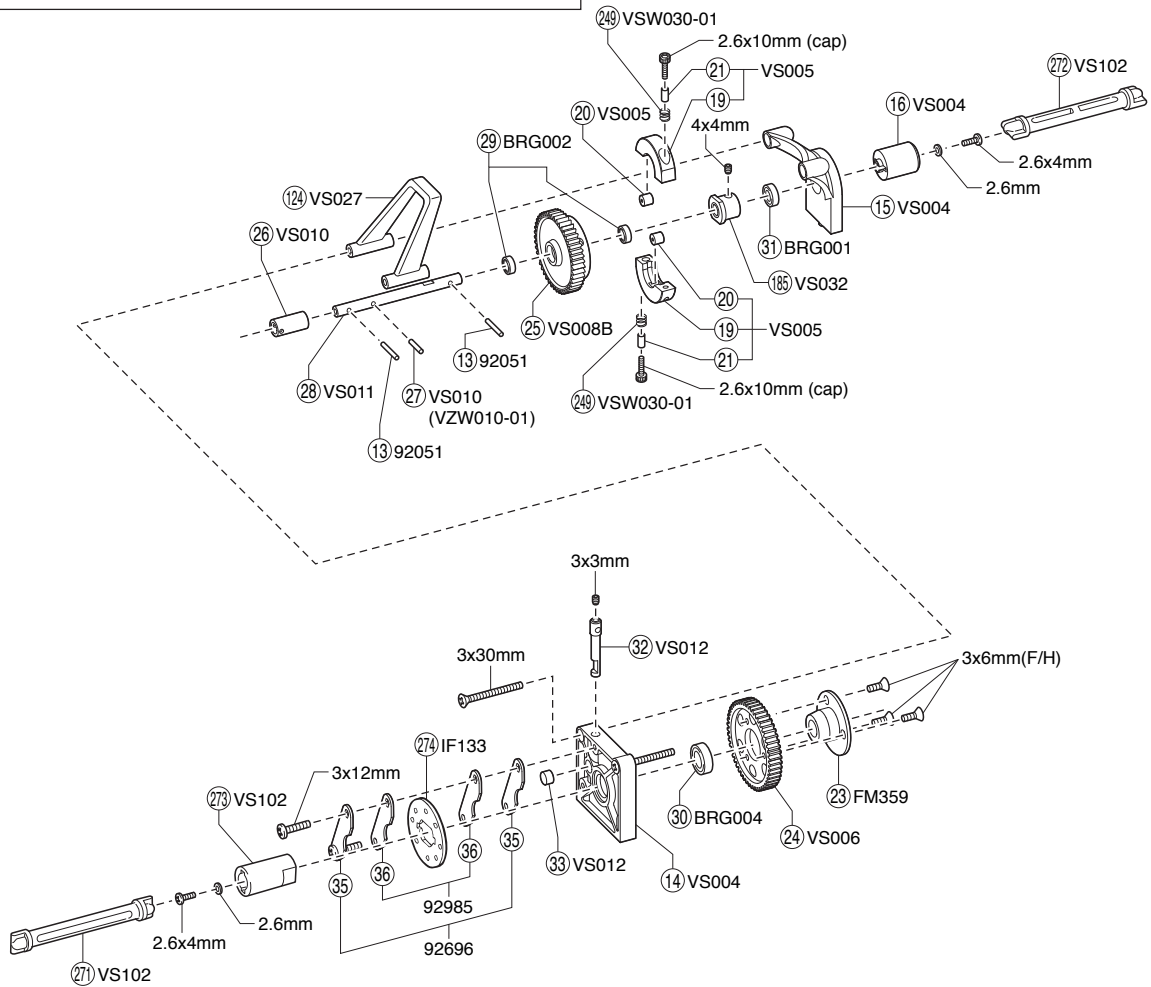 249 VSW030-01
2.6x10mm (cap)
21
VS005
19
272 VS102
16 VS004
20 VS005
4x4mm
29 BRG002
2.6x4mm
2.6mm
124 VS027
15 VS004
26 VS010
31 BRG001
185 VS032
20
25 VS008B
19 VS005
13 92051
21
28 VS011
27 VS010
(VZW010-01)
2.6x10mm (cap)
249 VSW030-01
13 92051
3x3mm
32 VS012
3x30mm
3x6mm(F/H)
274 IF133
3x12mm
273 VS102
23 FM359
30 BRG004
24 VS006
36
35
33 VS012
35
36
14 VS004
92985
2.6mm
2.6x4mm
92696
271 VS102